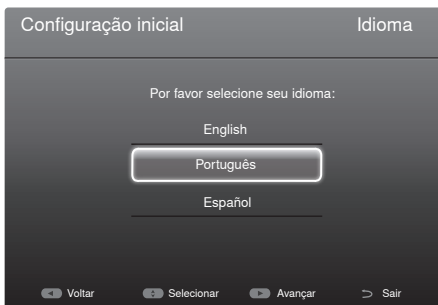 Configuração inicial Idioma
Por favor selecione seu idioma:
English
Português
Español
Voltar Selecionar Avançar Sair